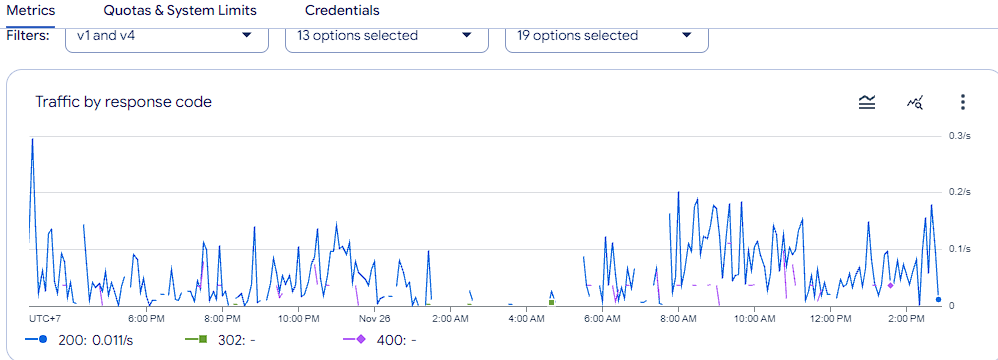 Metrics Quotas & System Limits Credentials
Filters: v1 and v4 13 options selected 19 options selected
Traffic by response code
0.3/s
0.2/s
0.1/s
0
UTC+7 6:00 PM 8:00 PM 10:00 PM Nov 26 2:00 AM 4:00 AM 6:00 AM 8:00 AM 10:00 AM 12:00 PM 2:00 PM
200: 0.011/s 302: - 400: -